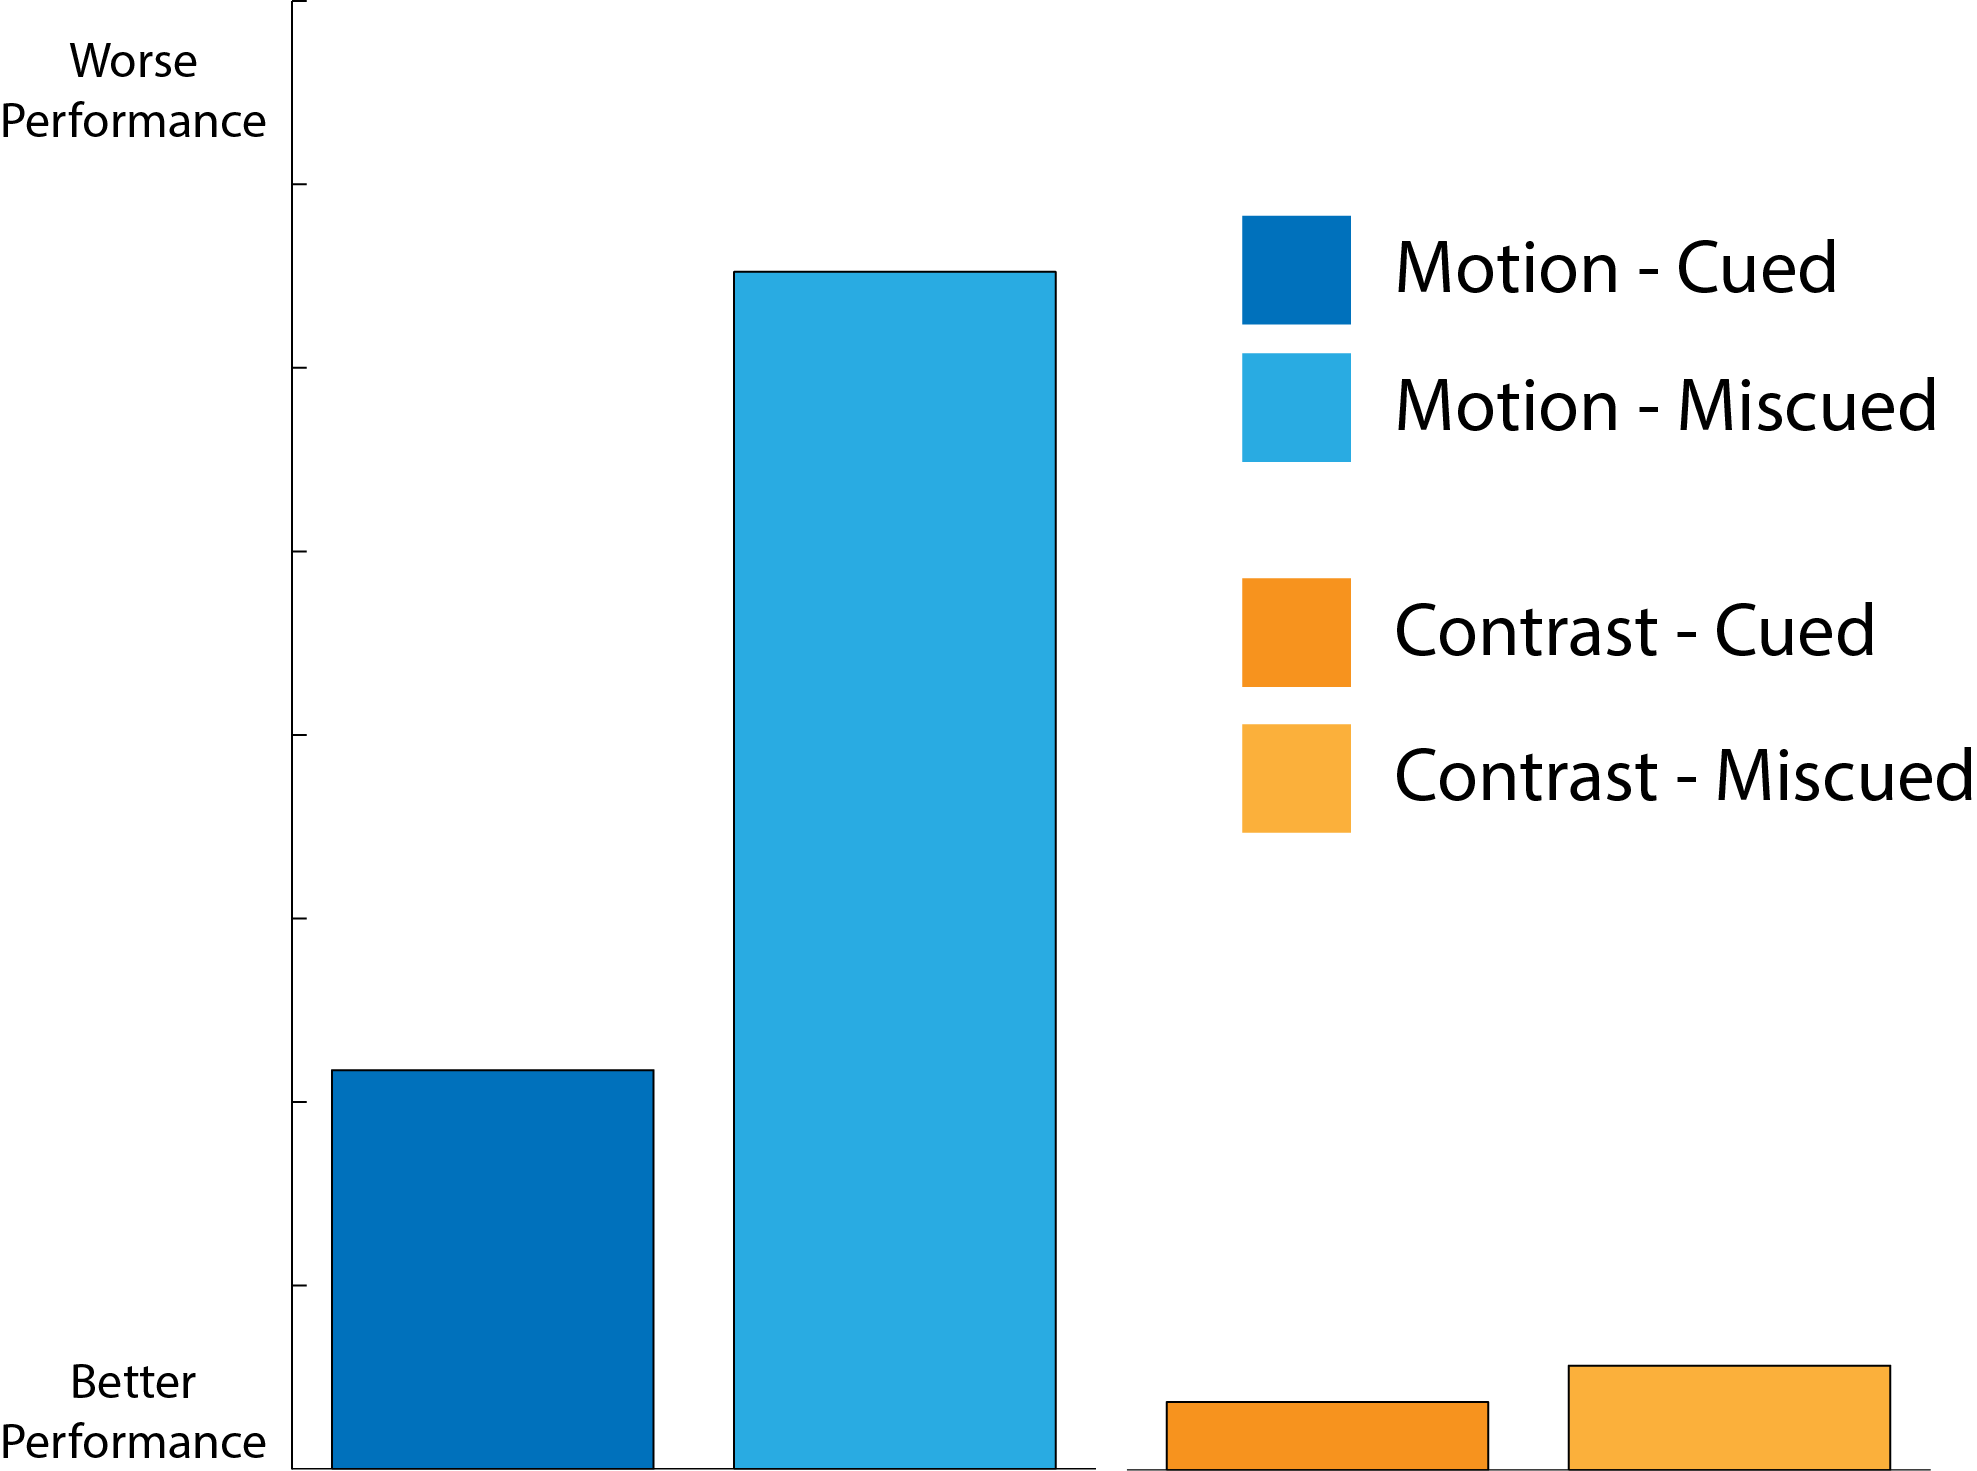 Worse
Performance
Motion - Cued
Motion - Miscued
Contrast - Cued
Contrast - Miscued
Better
Performance